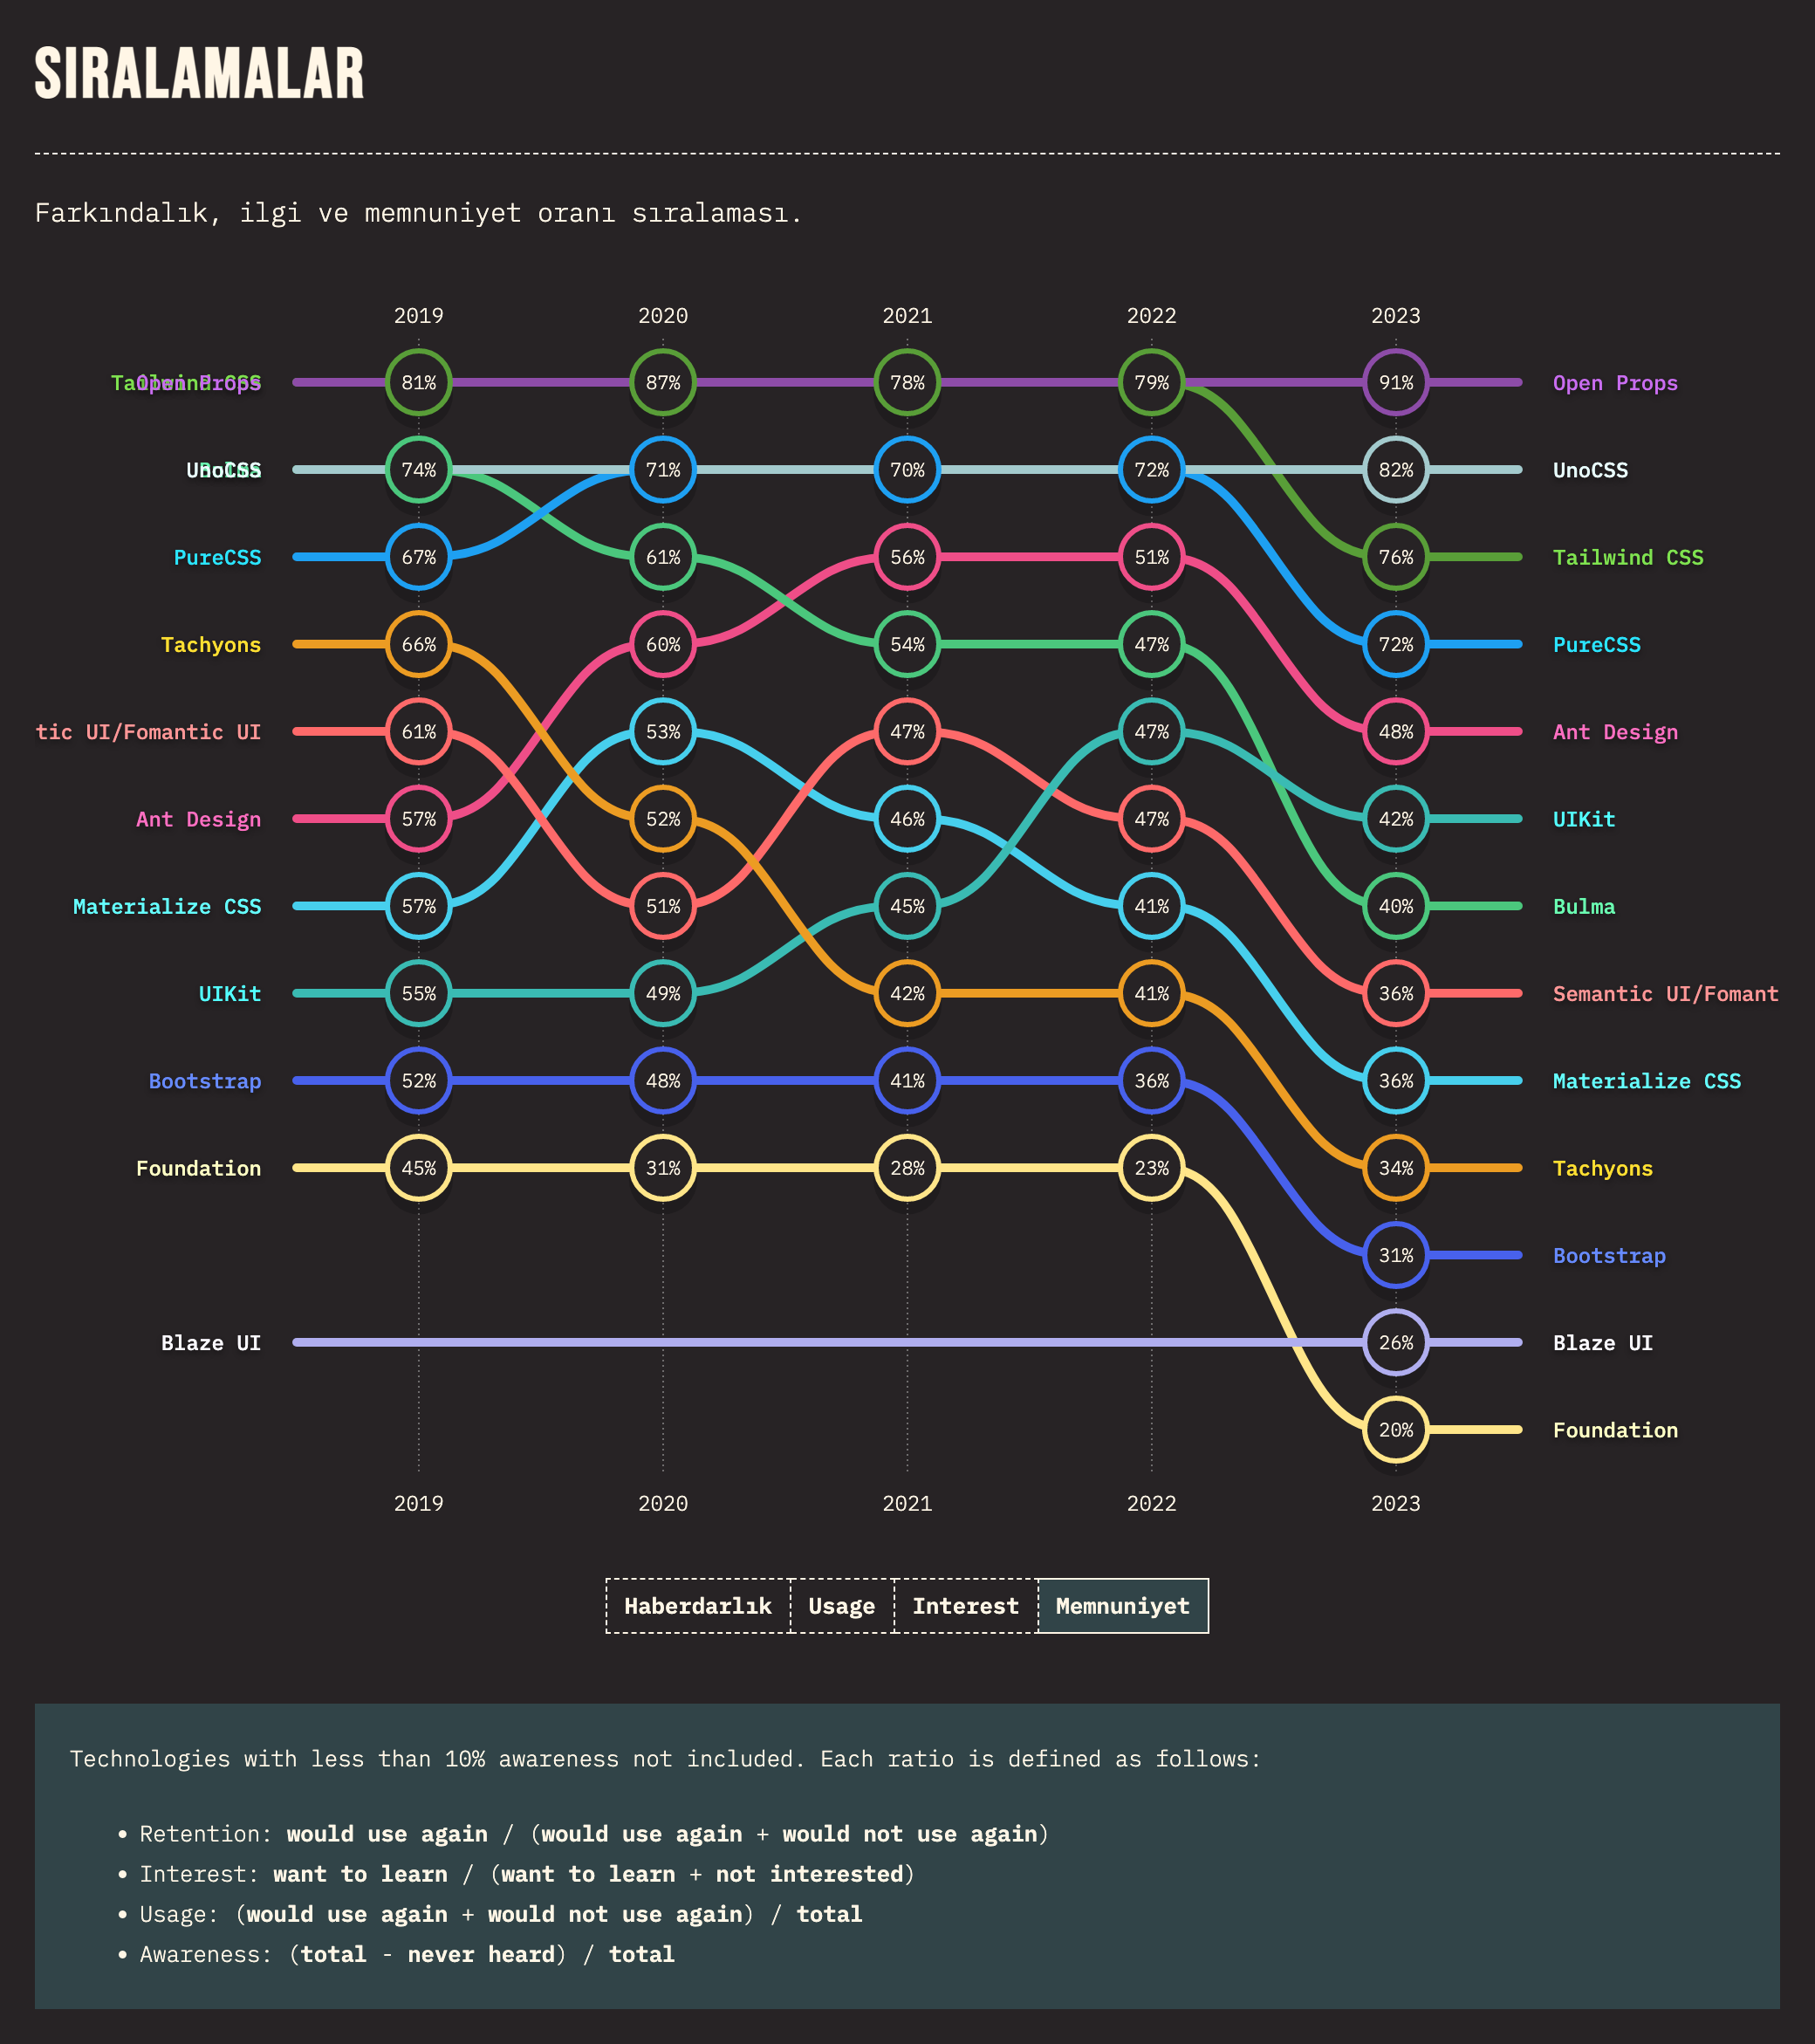 SIRALAMALAR
Farkındalık, ilgi ve memnuniyet oranı sıralaması.
2019 2020 2021 2022 2023
Tailwind CSS Open Props 81% 87% 78% 79% 91% Open Props
UnoCSS Bulma 74% 71% 70% 72% 82% UnoCSS
PureCSS 67% 61% 56% 51% 76% Tailwind CSS
Tachyons 66% 60% 54% 47% 72% PureCSS
tic UI/Fomantic UI 61% 53% 47% 47% 48% Ant Design
Ant Design 57% 52% 46% 47% 42% UIKit
Materialize CSS 57% 51% 45% 41% 40% Bulma
UIKit 55% 49% 42% 41% 36% Semantic UI/Fomant
Bootstrap 52% 48% 41% 36% 36% Materialize CSS
Foundation 45% 31% 28% 23% 34% Tachyons
31% Bootstrap
Blaze UI 26% Blaze UI
20% Foundation
2019 2020 2021 2022 2023
Haberdarlık Usage Interest Memnuniyet
Technologies with less than 10% awareness not included. Each ratio is defined as follows:
• Retention: would use again / (would use again + would not use again)
• Interest: want to learn / (want to learn + not interested)
• Usage: (would use again + would not use again) / total
• Awareness: (total - never heard) / total